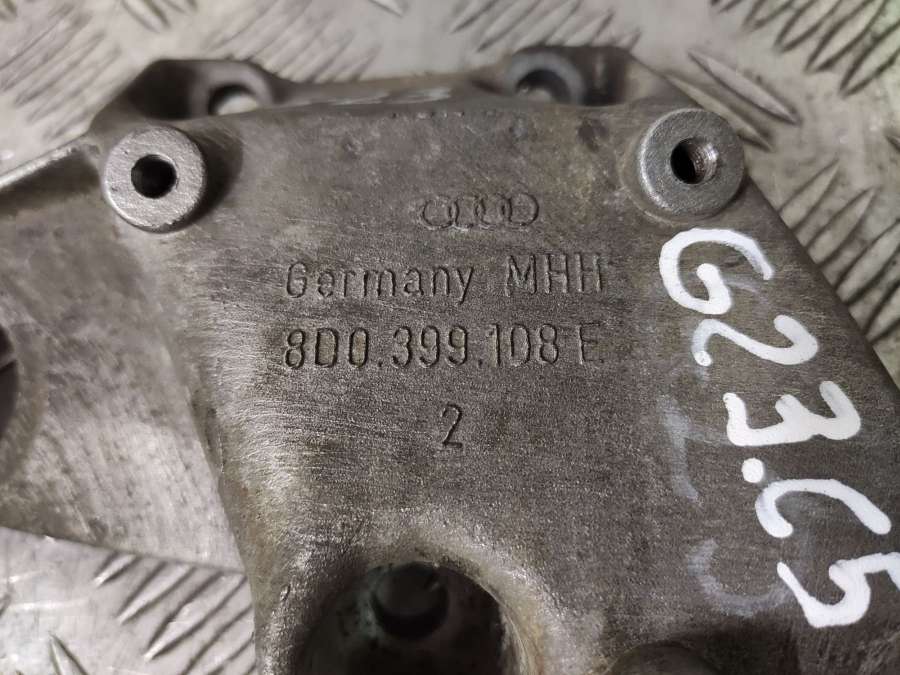 Germany MHH
8D0.399.108 E
2
G23.C5